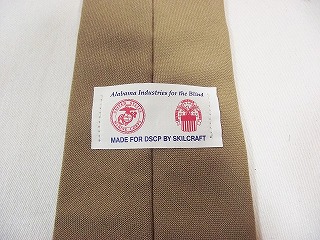 Alabama Industries for the Blind
MADE FOR DSCP BY SKILCRAFT